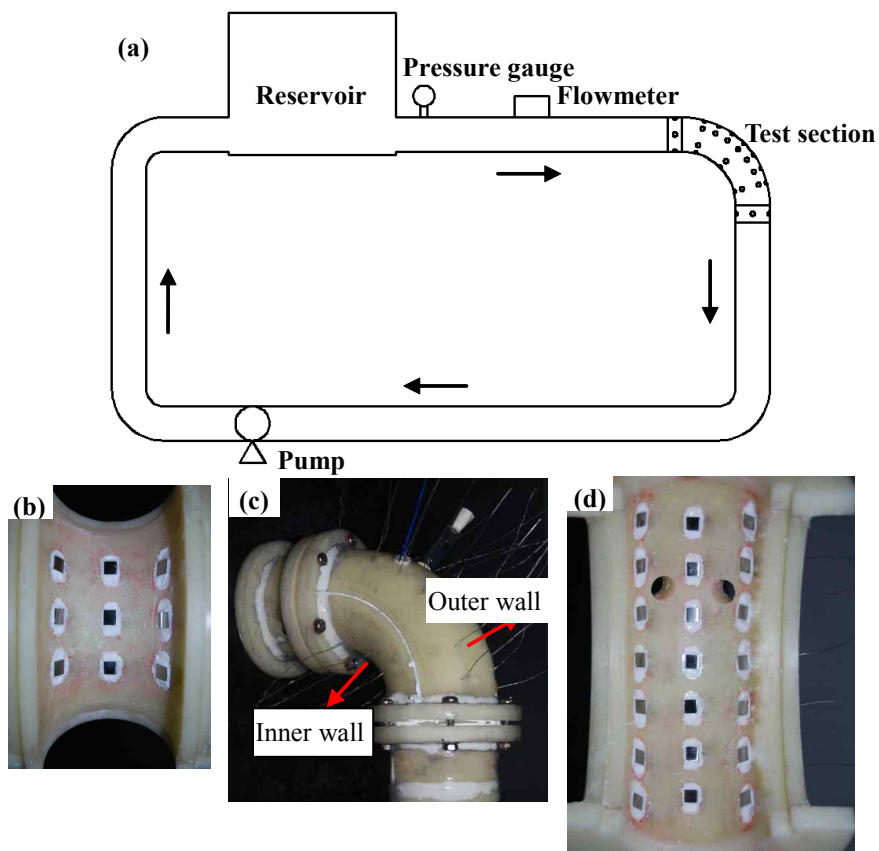 (a)
Pressure gauge
Reservoir
Flowmeter
Test section
Pump
(b)
(c)
(d)
Outer wall
Inner wall